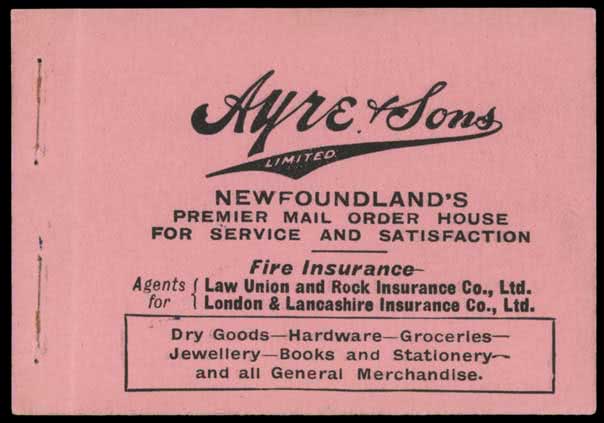 Ayre & Sons
LIMITED.
NEWFOUNDLAND'S
PREMIER MAIL ORDER HOUSE
FOR SERVICE AND SATISFACTION
Fire Insurance—
Agents for { Law Union and Rock Insurance Co., Ltd.
London & Lancashire Insurance Co., Ltd.
Dry Goods—Hardware—Groceries—
Jewellery—Books and Stationery—
and all General Merchandise.